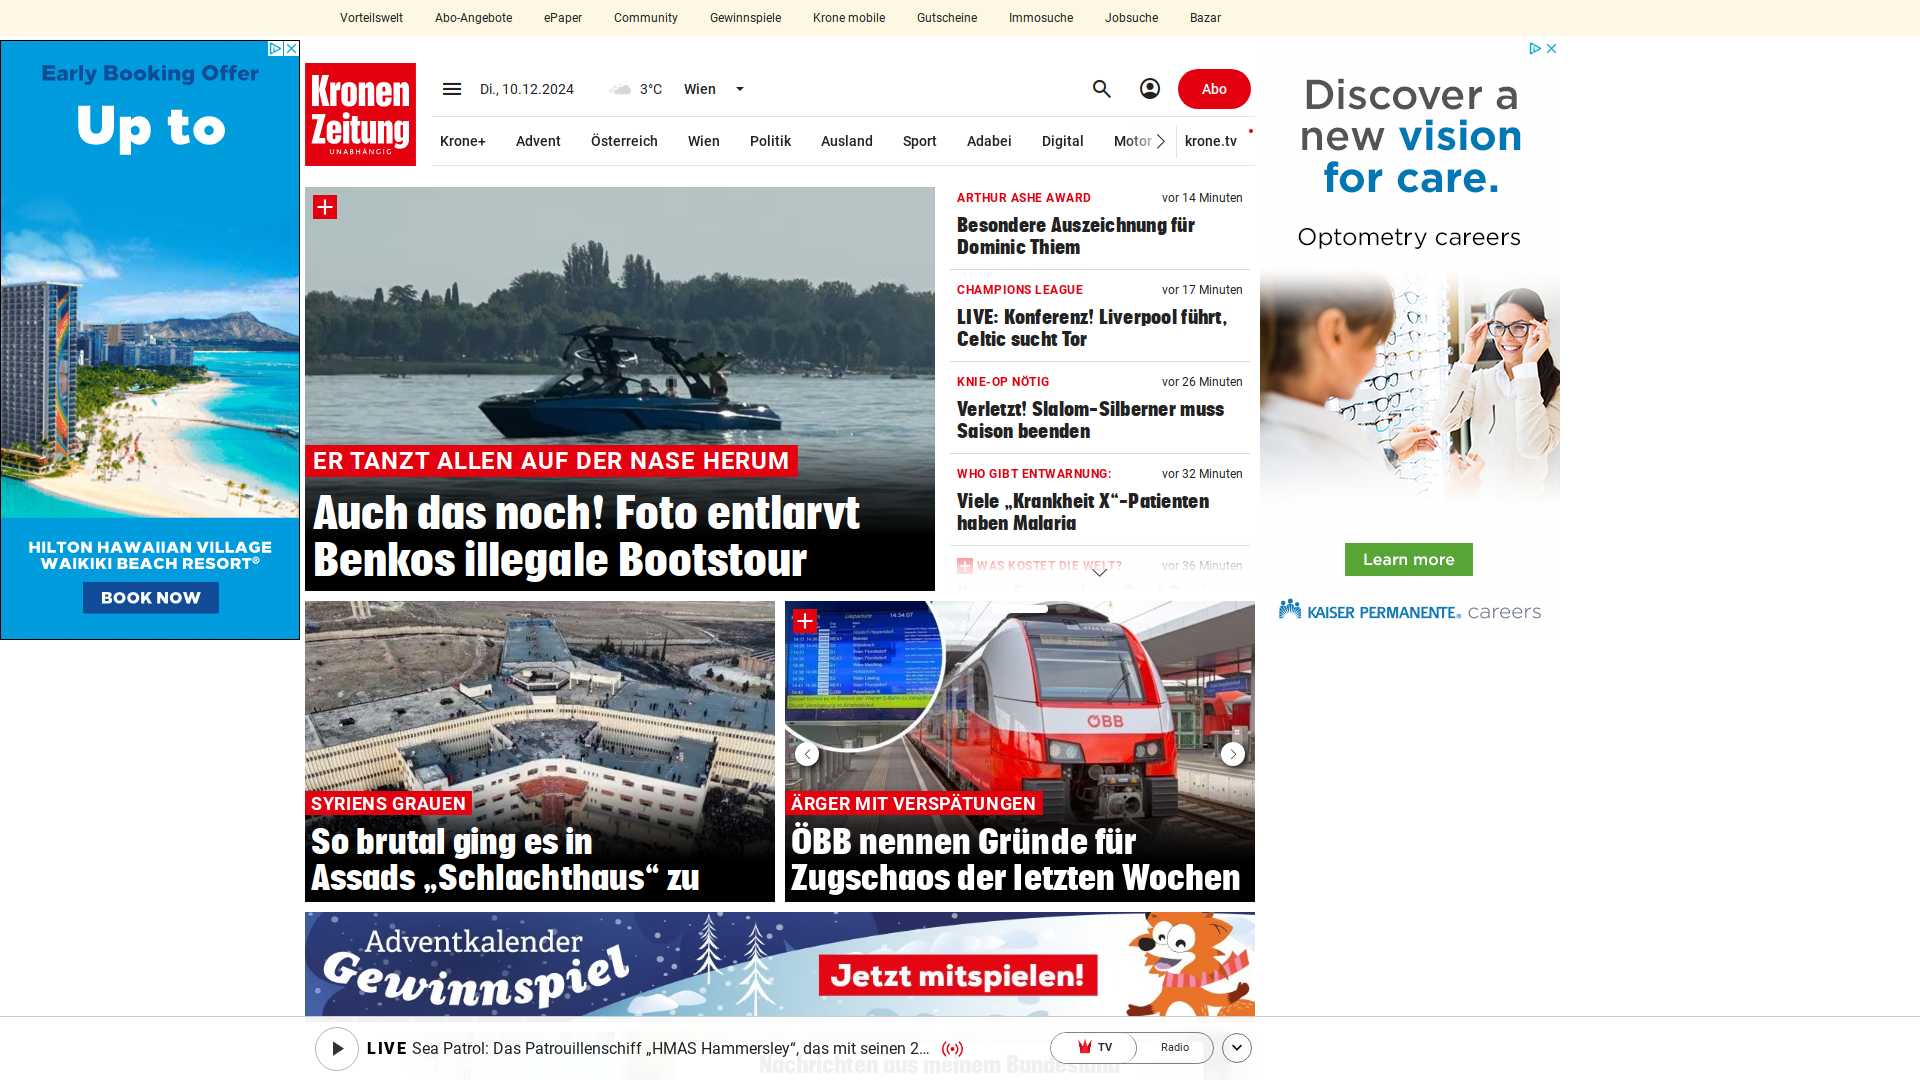 Vorteilswelt Abo-Angebote ePaper Community Gewinnspiele Krone mobile Gutscheine Immosuche Jobsuche Bazar
Early Booking Offer
Up to
HILTON HAWAIIAN VILLAGE
WAIKIKI BEACH RESORT®
BOOK NOW
Kronen
Zeitung
UNABHÄNGIG
Di., 10.12.2024 3°C Wien
Abo
Krone+ Advent Österreich Wien Politik Ausland Sport Adabei Digital Motor krone.tv
ER TANZT ALLEN AUF DER NASE HERUM
Auch das noch! Foto entlarvt
Benkos illegale Bootstour
ARTHUR ASHE AWARD vor 14 Minuten
Besondere Auszeichnung für
Dominic Thiem
CHAMPIONS LEAGUE vor 17 Minuten
LIVE: Konferenz! Liverpool führt,
Celtic sucht Tor
KNIE-OP NÖTIG vor 26 Minuten
Verletzt! Slalom-Silberner muss
Saison beenden
WHO GIBT ENTWARNUNG: vor 32 Minuten
Viele „Krankheit X“-Patienten
haben Malaria
WAS KOSTET DIE WELT? vor 36 Minuten
Discover a
new vision
for care.
Optometry careers
Learn more
KAISER PERMANENTE® careers
SYRIENS GRAUEN
So brutal ging es in
Assads „Schlachthaus“ zu
14:34:07
ÖBB
ÄRGER MIT VERSPÄTUNGEN
ÖBB nennen Gründe für
Zugschaos der letzten Wochen
Adventkalender
Gewinnspiel
Jetzt mitspielen!
LIVE Sea Patrol: Das Patrouillenschiff „HMAS Hammersley“, das mit seinen 2...
TV Radio
Nachrichten aus meinem Bundesland